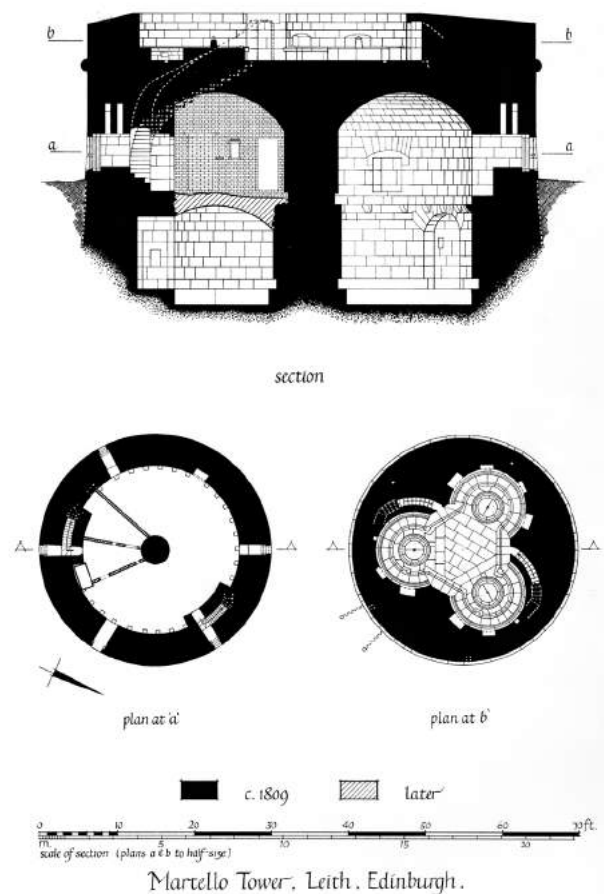 b b
a a
section
A A A A
plan at 'a' plan at 'b'
c. 1809 later
0 10 20 30 40 50 60 70 ft.
m. 5 10 15 20
scale of section (plans a & b to half-size)
Martello Tower, Leith, Edinburgh.